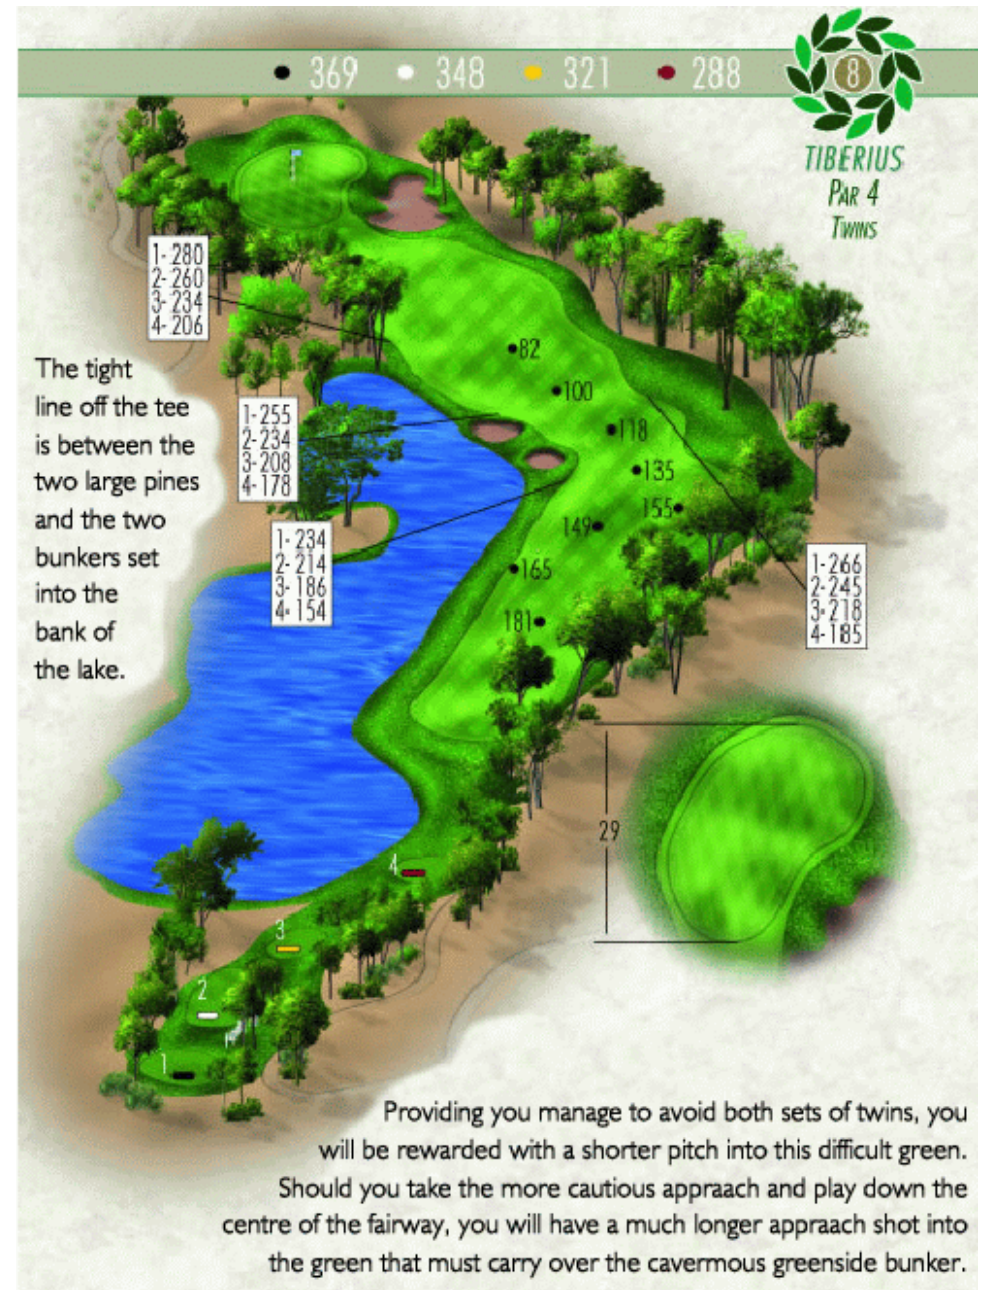 369 348 321 288
8
TIBERIUS
PAR 4
TWINS
1-280
2-260
3-234
4-206
The tight
line off the tee
is between the
two large pines
and the two
bunkers set
into the
bank of
the lake.
1-255
2-234
3-208
4-178
1-234
2-214
3-186
4-154
82
100
118
135
155
149
165
181
1-266
2-245
3-218
4-185
29
4
3
2
1
Providing you manage to avoid both sets of twins, you
will be rewarded with a shorter pitch into this difficult green.
Should you take the more cautious appraach and play down the
centre of the fairway, you will have a much longer appraach shot into
the green that must carry over the cavermous greenside bunker.